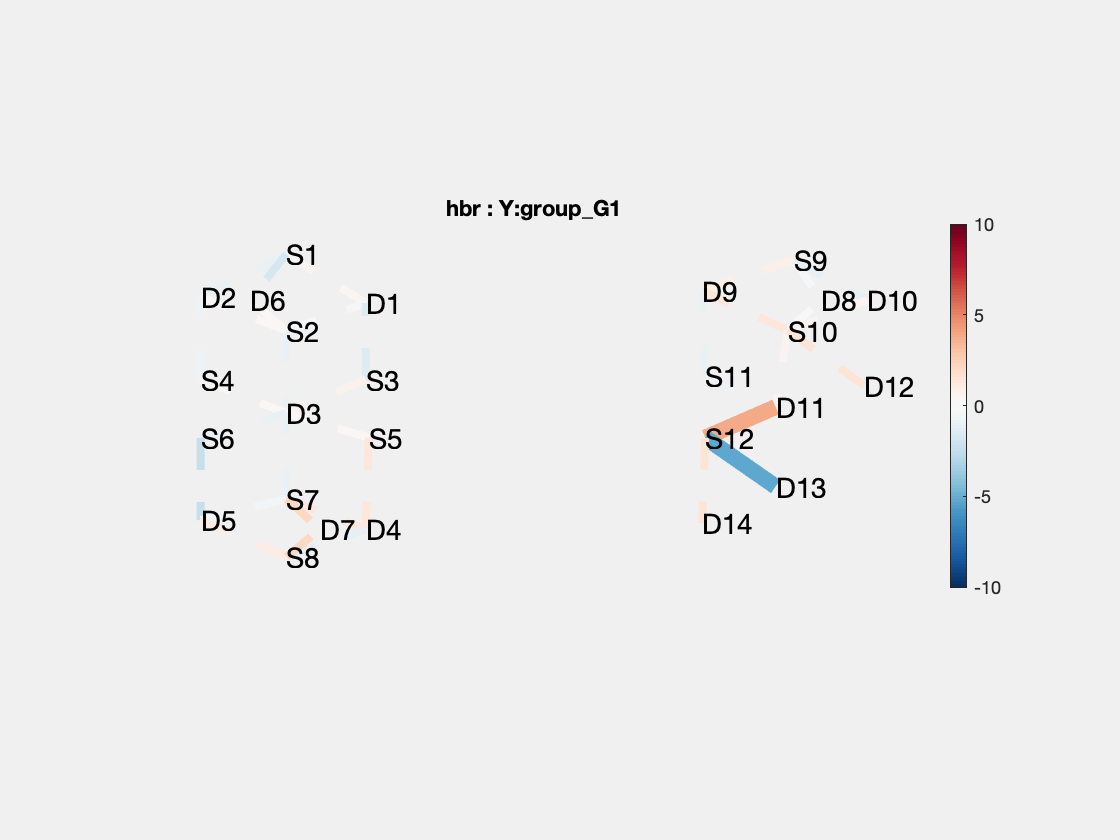 hbr : Y:group_G1
S1
D2 D6 D1
S2
S4 S3
D3
S6 S5
S7
D5 D7 D4
S8
S9
D9 D8 D10
S10
S11 D12
D11
S12
D13
D14
10
5
0
-5
-10